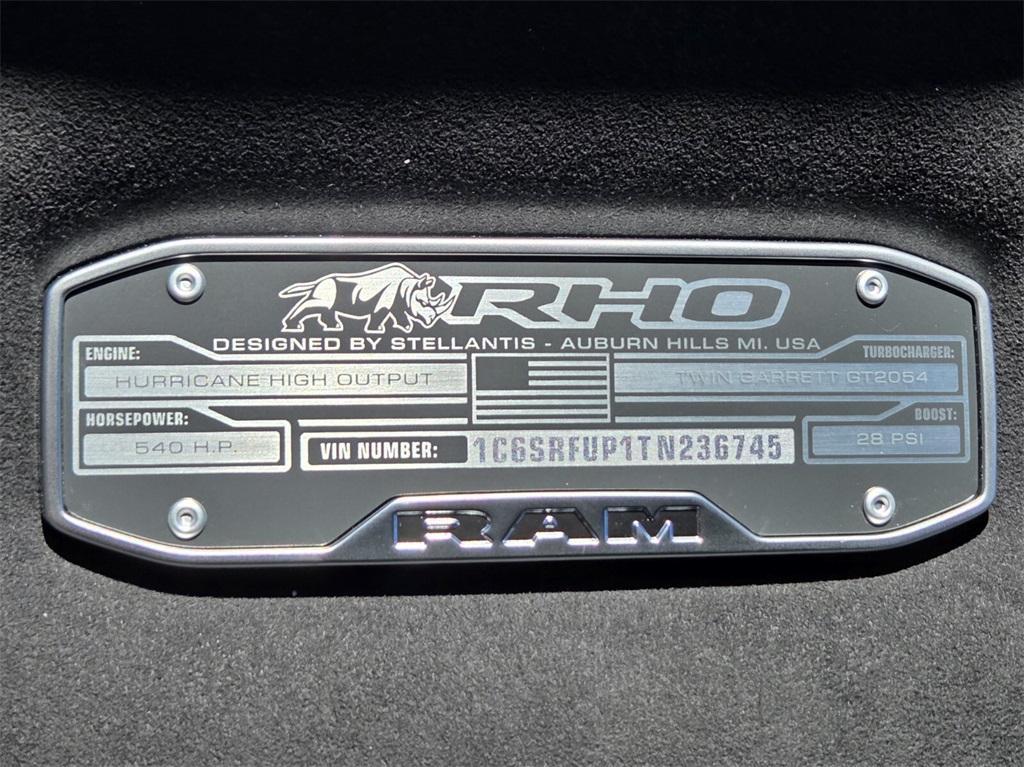 RHO
DESIGNED BY STELLANTIS - AUBURN HILLS MI. USA
ENGINE:
HURRICANE HIGH OUTPUT
TURBOCHARGER:
TWIN GARRETT GT2054
HORSEPOWER:
540 H.P.
VIN NUMBER: 1C6SRFUP1TN236745
BOOST:
28 PSI
RAM